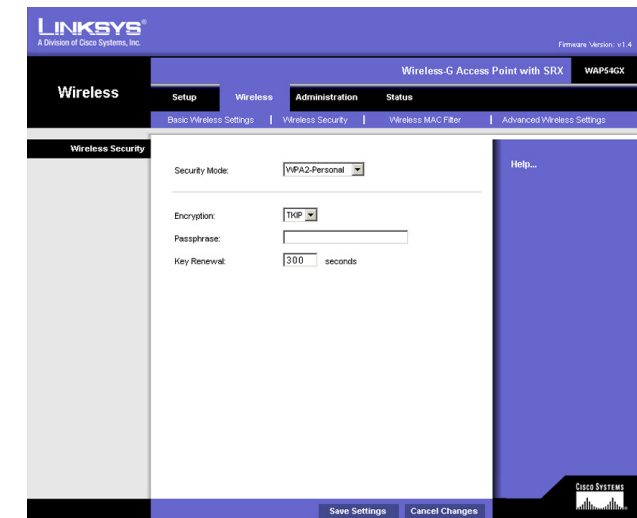 LINKSYS®
A Division of Cisco Systems, Inc.
Firmware Version: v1.4
Wireless-G Access Point with SRX WAP54GX
Wireless
Setup Wireless Administration Status
Basic Wireless Settings | Wireless Security | Wireless MAC Filter | Advanced Wireless Settings
Wireless Security
Help...
Security Mode: WPA2-Personal
Encryption: TKIP
Passphrase:
Key Renewal: 300 seconds
CISCO SYSTEMS
Save Settings Cancel Changes